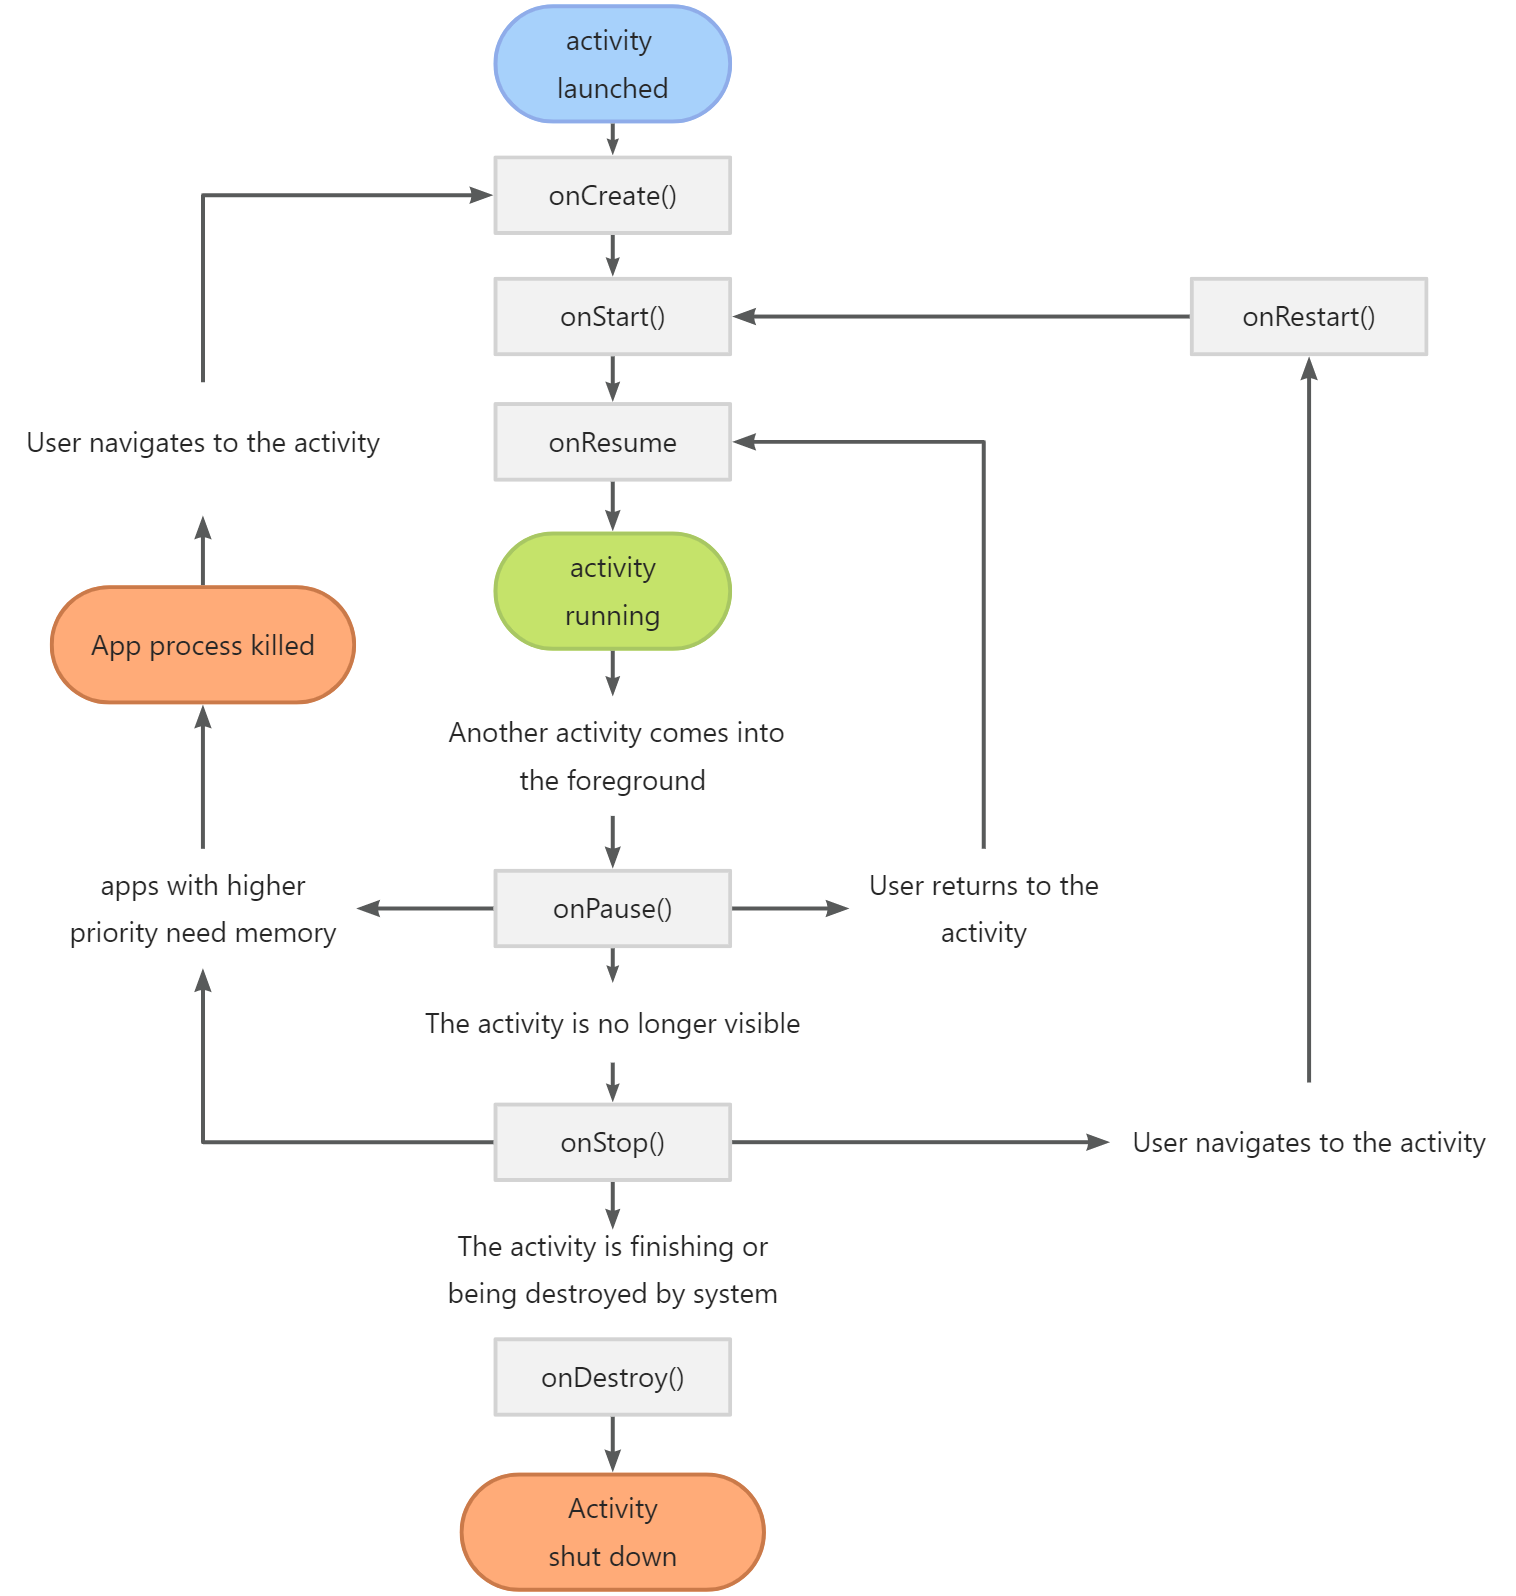 activity
launched
onCreate()
onStart()
onRestart()
User navigates to the activity
onResume
activity
running
App process killed
Another activity comes into
the foreground
apps with higher
priority need memory
onPause()
User returns to the
activity
The activity is no longer visible
onStop()
User navigates to the activity
The activity is finishing or
being destroyed by system
onDestroy()
Activity
shut down